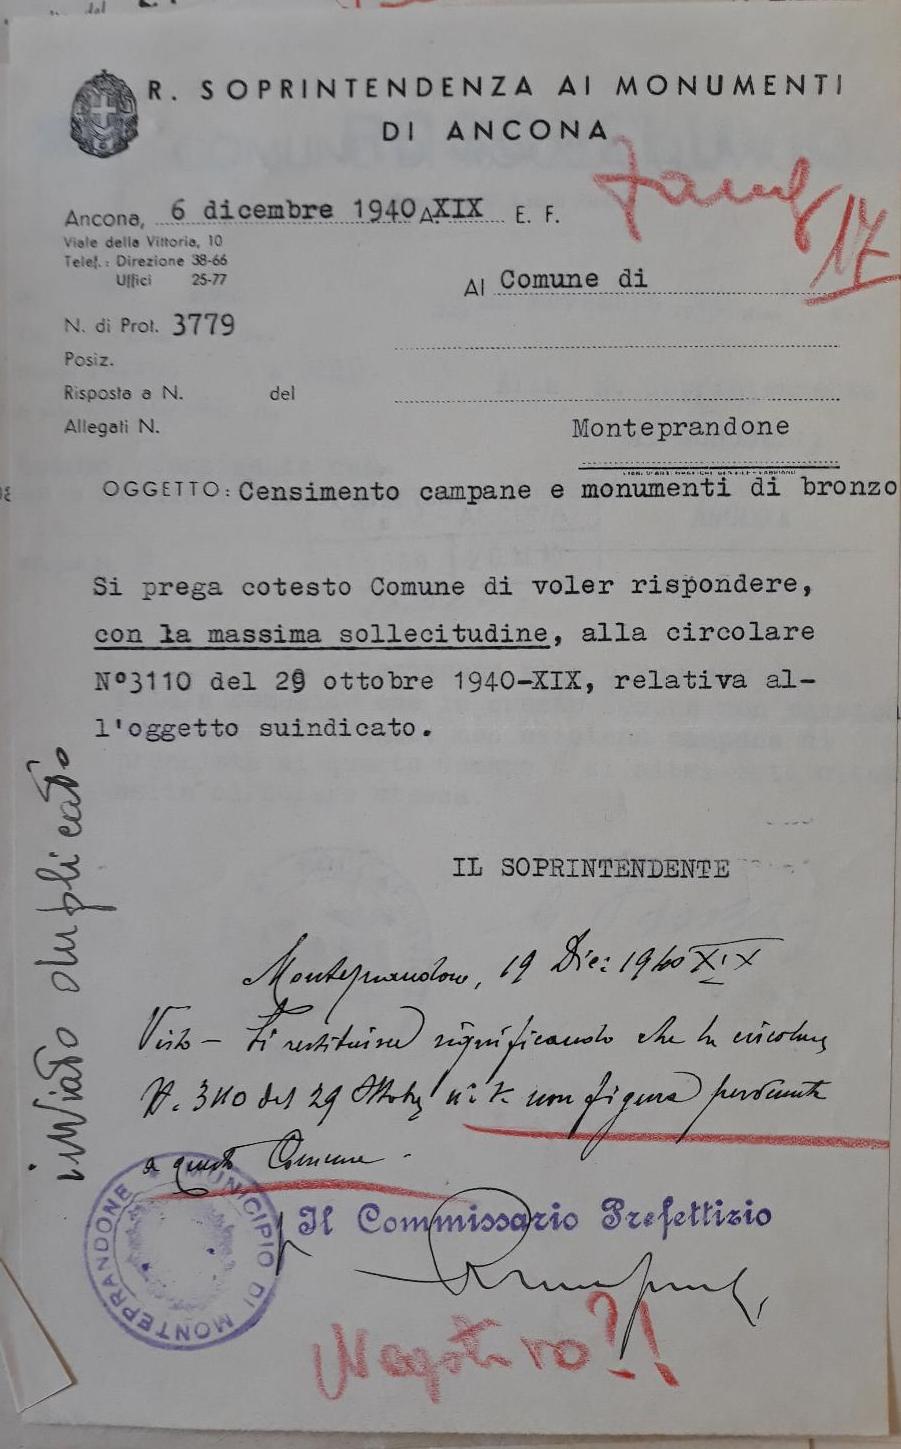 R. SOPRINTENDENZA AI MONUMENTI
DI ANCONA
Ancona, 6 dicembre 1940 A XIX E. F.
Viale della Vittoria, 10
Telef.: Direzione 38-66
Uffici 25-77
17
Al Comune di
N. di Prot. 3779
Posiz.
Risposta a N. del
Allegati N.
Monteprandone
OGGETTO: Censimento campane e monumenti di bronzo
Si prega cotesto Comune di voler rispondere,
con la massima sollecitudine, alla circolare
N°3110 del 29 ottobre 1940-XIX, relativa al-
l'oggetto suindicato.
inviato duplicato
IL SOPRINTENDENTE
Monteprandone, 19 Dic: 1940 XIX
Visto - Si restituisce significando che la circolare
N. 3110 del 29 Ottobre non figura pervenuta
a questo Comune.
MUNICIPIO DI MONTEPRANDONE
Il Commissario Prefettizio
Negativo?!